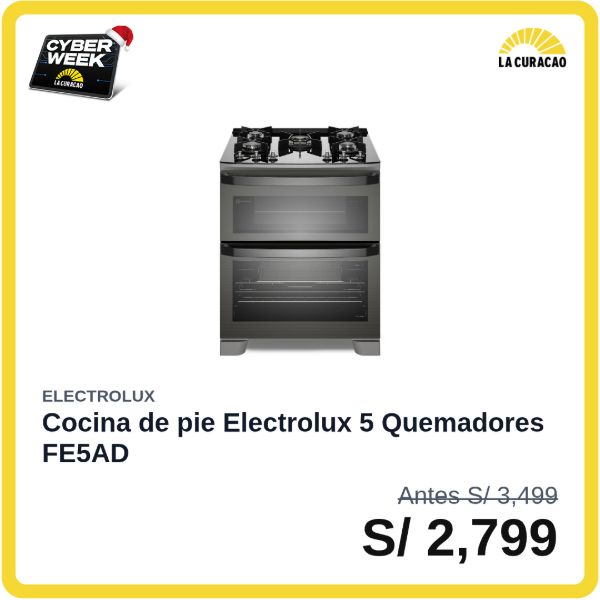 CYBER
WEEK
LA CURACAO
LA CURACAO
ELECTROLUX
Cocina de pie Electrolux 5 Quemadores
FE5AD
Antes S/ 3,499
S/ 2,799